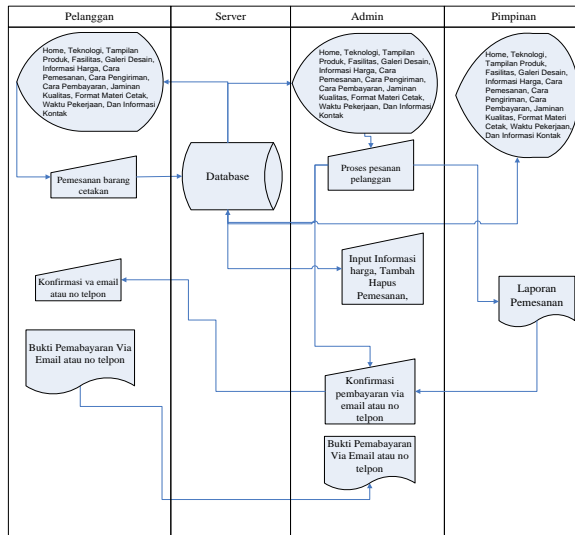 Pelanggan
Server
Admin
Pimpinan
Home, Teknologi, Tampilan
Produk, Fasilitas, Galeri Desain,
Informasi Harga, Cara
Pemesanan, Cara Pengiriman,
Cara Pembayaran, Jaminan
Kualitas, Format Materi Cetak,
Waktu Pekerjaan, Dan Informasi
Kontak
Home, Teknologi, Tampilan
Produk, Fasilitas, Galeri Desain,
Informasi Harga, Cara
Pemesanan, Cara Pengiriman,
Cara Pembayaran, Jaminan
Kualitas, Format Materi Cetak,
Waktu Pekerjaan, Dan Informasi
Kontak
Home, Teknologi,
Tampilan Produk,
Fasilitas, Galeri Desain,
Informasi Harga, Cara
Pemesanan, Cara
Pengiriman, Cara
Pembayaran, Jaminan
Kualitas, Format Materi
Cetak, Waktu Pekerjaan,
Dan Informasi Kontak
Pemesanan barang
cetakan
Database
Proses pesanan
pelanggan
Input Informasi
harga, Tambah
Hapus
Pemesanan,
Konfirmasi va email
atau no telpon
Laporan
Pemesanan
Bukti Pemabayaran Via
Email atau no telpon
Konfirmasi
pembayaran via
email atau no
telpon
Bukti Pemabayaran
Via Email atau no
telpon